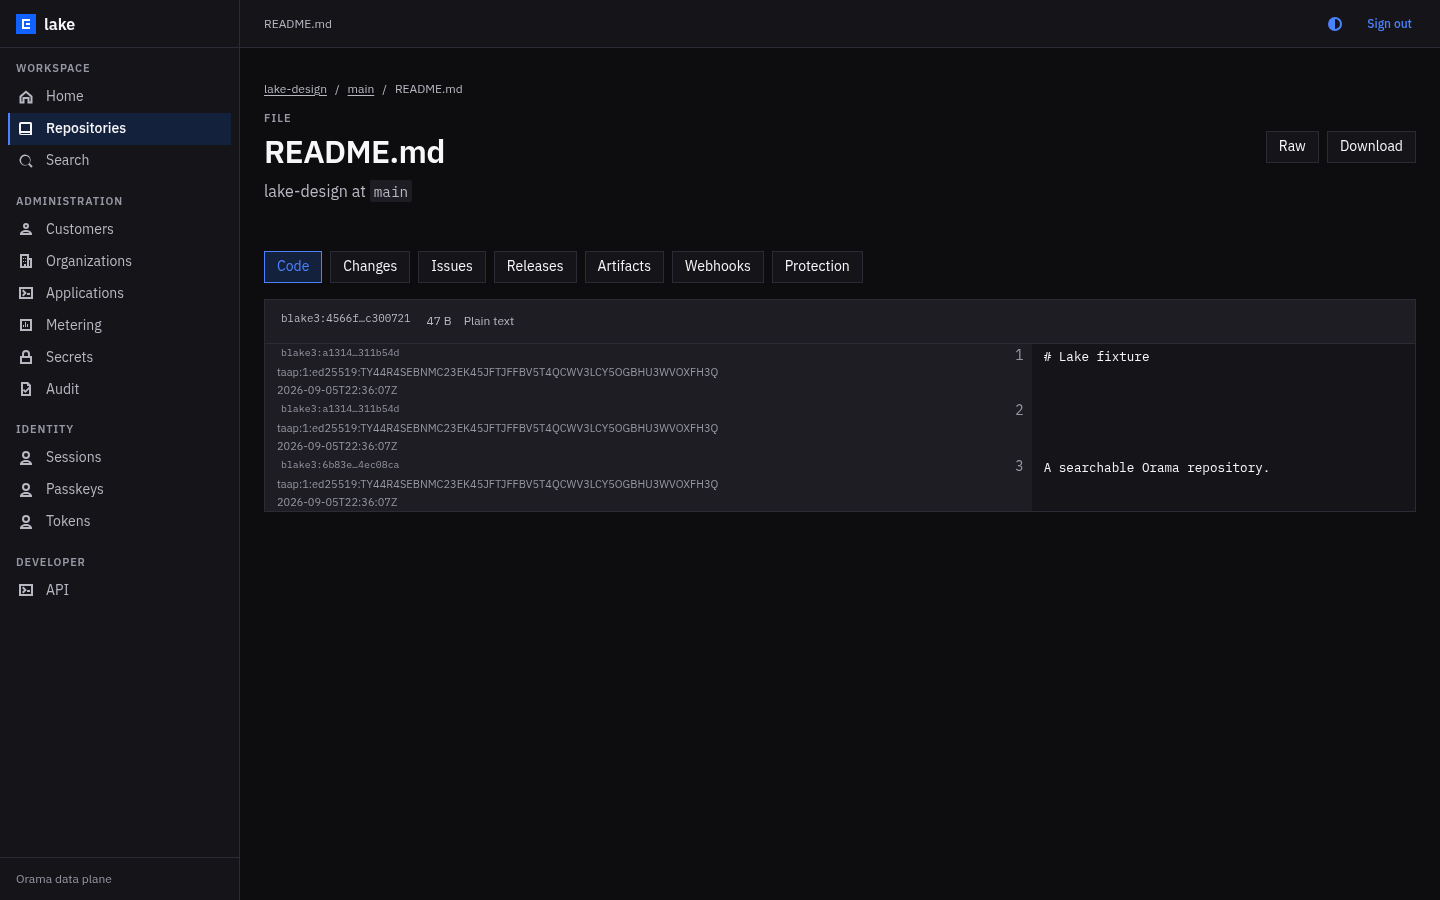 lake
README.md
Sign out
WORKSPACE
Home
Repositories
Search
ADMINISTRATION
Customers
Organizations
Applications
Metering
Secrets
Audit
IDENTITY
Sessions
Passkeys
Tokens
DEVELOPER
API
Orama data plane
lake-design / main / README.md
FILE
README.md
Raw Download
lake-design at main
Code Changes Issues Releases Artifacts Webhooks Protection
blake3:4566f…c300721 47 B Plain text
blake3:a1314…311b54d 1 # Lake fixture
taap:1:ed25519:TY44R4SEBNMC23EK45JFTJFFBV5T4QCWV3LCY5OGBHU3WVOXFH3Q
2026-09-05T22:36:07Z
blake3:a1314…311b54d 2
taap:1:ed25519:TY44R4SEBNMC23EK45JFTJFFBV5T4QCWV3LCY5OGBHU3WVOXFH3Q
2026-09-05T22:36:07Z
blake3:6b83e…4ec08ca 3 A searchable Orama repository.
taap:1:ed25519:TY44R4SEBNMC23EK45JFTJFFBV5T4QCWV3LCY5OGBHU3WVOXFH3Q
2026-09-05T22:36:07Z